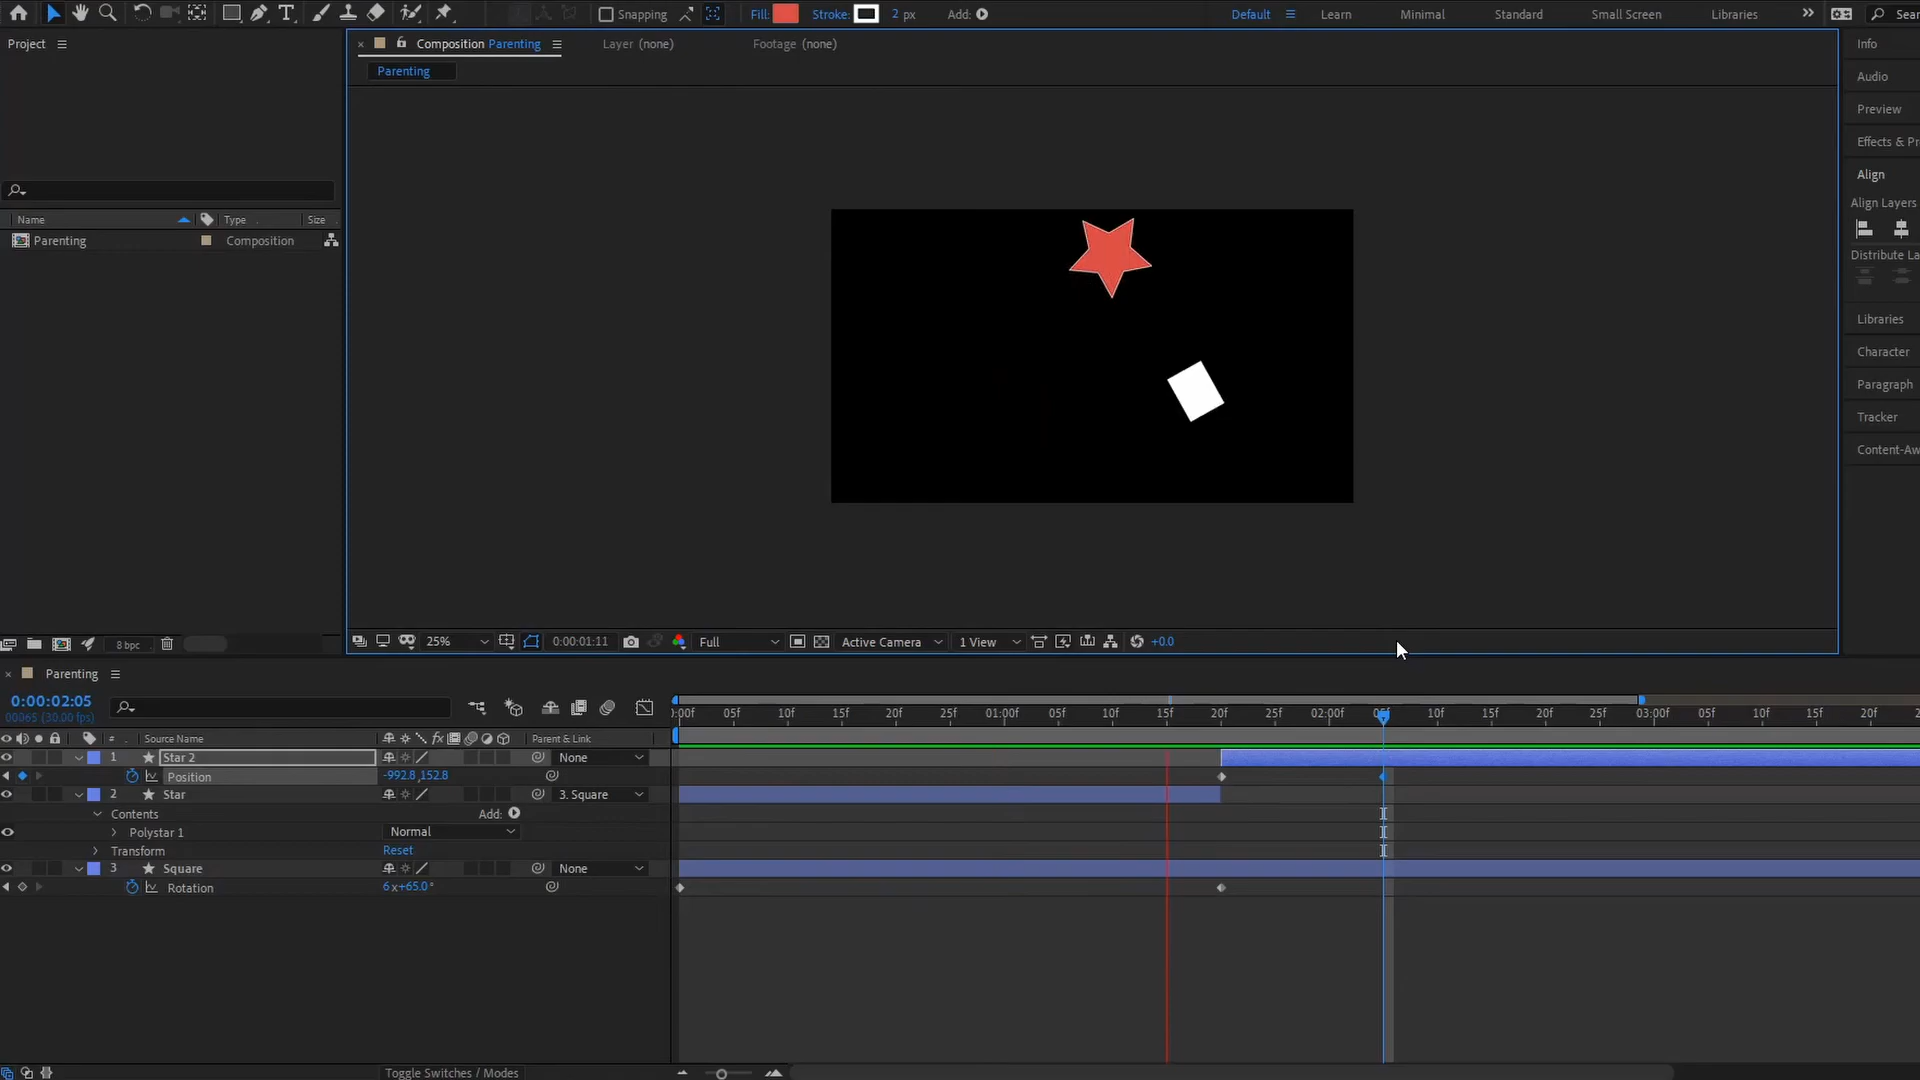 Snapping Fill: Stroke: 2 px Add: Default Learn Minimal Standard Small Screen Libraries Sear
Project
Composition Parenting Layer (none) Footage (none)
Parenting
Info
Audio
Preview
Effects & Pr
Align
Align Layers
Distribute La
Libraries
Character
Paragraph
Tracker
Content-Aw
Name Type Size
Parenting Composition
8 bpc
25% 0:00:01:11 Full Active Camera 1 View +0.0
Parenting
0:00:02:05
00065 (30.00 fps)
:00f 05f 10f 15f 20f 25f 01:00f 05f 10f 15f 20f 25f 02:00f 05f 10f 15f 20f 25f 03:00f 05f 10f 15f 20f 2
# Source Name fx Parent & Link
1 Star 2 None
Position -992.8,152.8
2 Star 3. Square
Contents Add:
Polystar 1 Normal
Transform Reset
3 Square None
Rotation 6x+65.0°
Toggle Switches / Modes